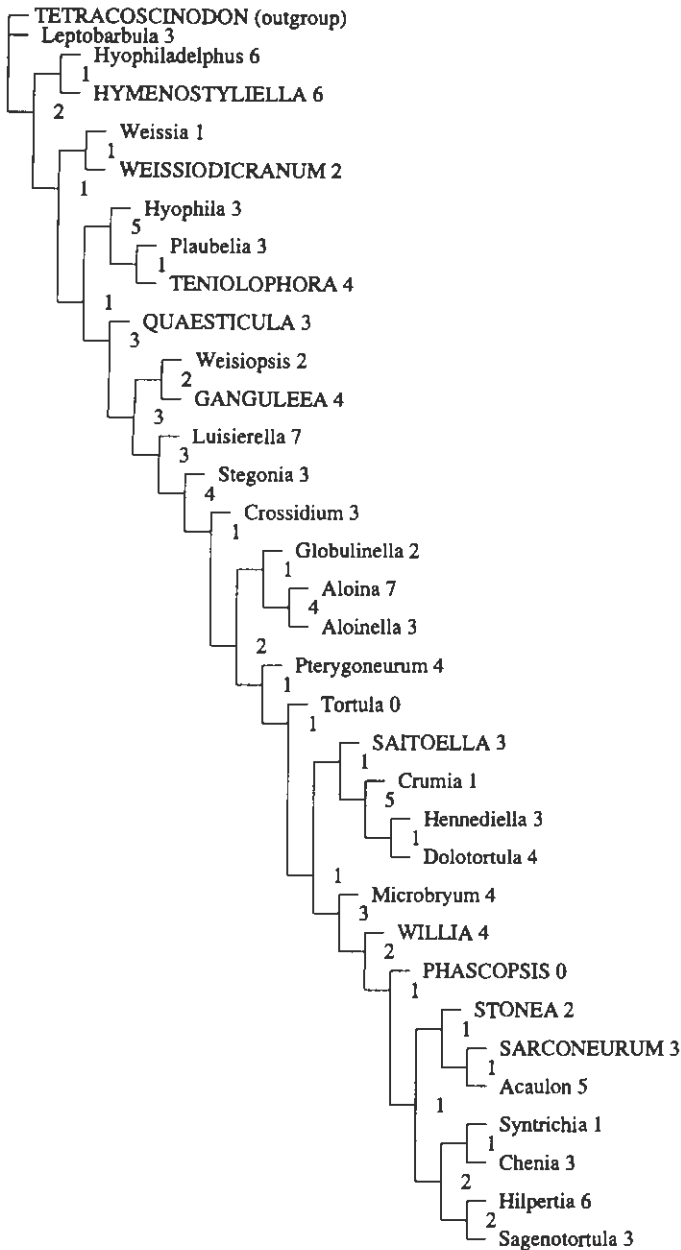 TETRACOSCINODON (outgroup)
Leptobarbula 3
Hyophiladelphus 6
1
HYMENOSTYLIELLA 6
2
Weissia 1
1
WEISSIODICRANUM 2
1
Hyophila 3
5
Plaubelia 3
1
TENIOLOPHORA 4
1
QUAESTICULA 3
3
Weisiopsis 2
2
GANGULEEA 4
3
Luisierella 7
3
Stegonia 3
4
Crossidium 3
1
Globulinella 2
1
Aloina 7
4
Aloinella 3
2
Pterygoneurum 4
1
Tortula 0
1
SAITOELLA 3
1
Crumia 1
5
Hennediella 3
1
Dolotortula 4
1
Microbryum 4
3
WILLIA 4
2
PHASCOPSIS 0
1
STONEA 2
1
SARCONEURUM 3
1
Acaulon 5
1
Syntrichia 1
1
Chenia 3
2
Hilpertia 6
2
Sagenotortula 3